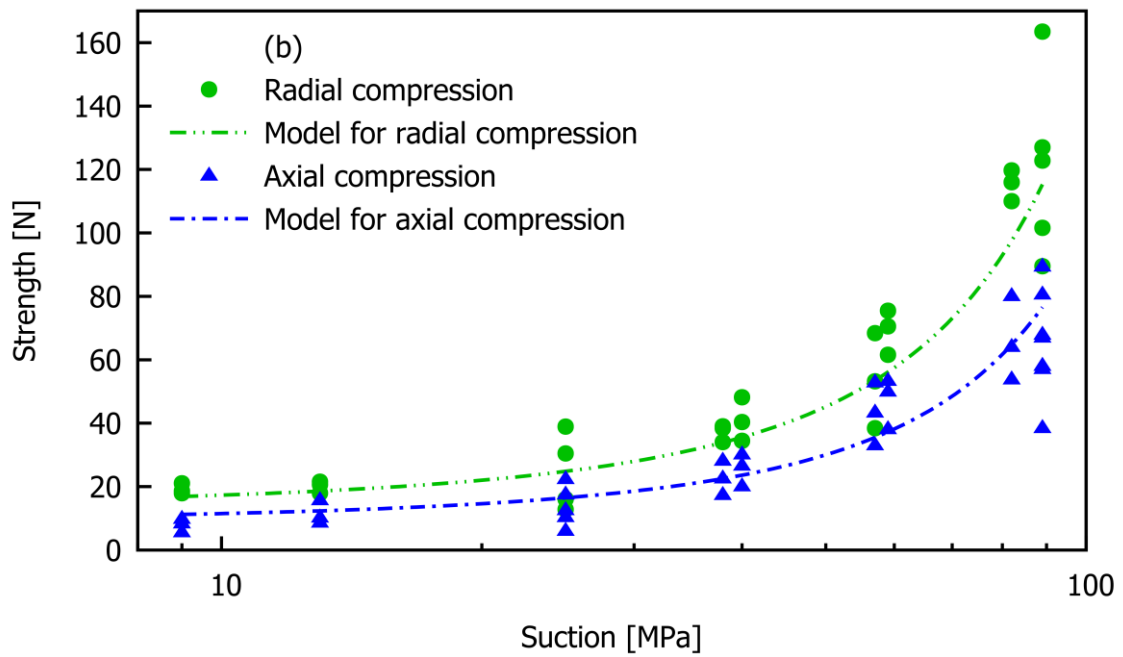 160
140
120
100
80
60
40
20
0
Strength [N]
(b)
Radial compression
Model for radial compression
Axial compression
Model for axial compression
10
100
Suction [MPa]